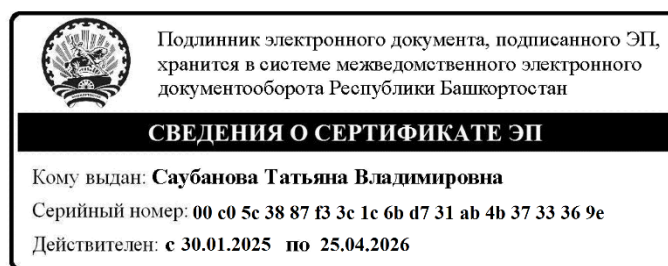 Подлинник электронного документа, подписанного ЭП,
хранится в системе межведомственного электронного
документооборота Республики Башкортостан
СВЕДЕНИЯ О СЕРТИФИКАТЕ ЭП
Кому выдан: Саубанова Татьяна Владимировна
Серийный номер: 00 c0 5c 38 87 f3 3c 1c 6b d7 31 ab 4b 37 33 36 9e
Действителен: с 30.01.2025 по 25.04.2026